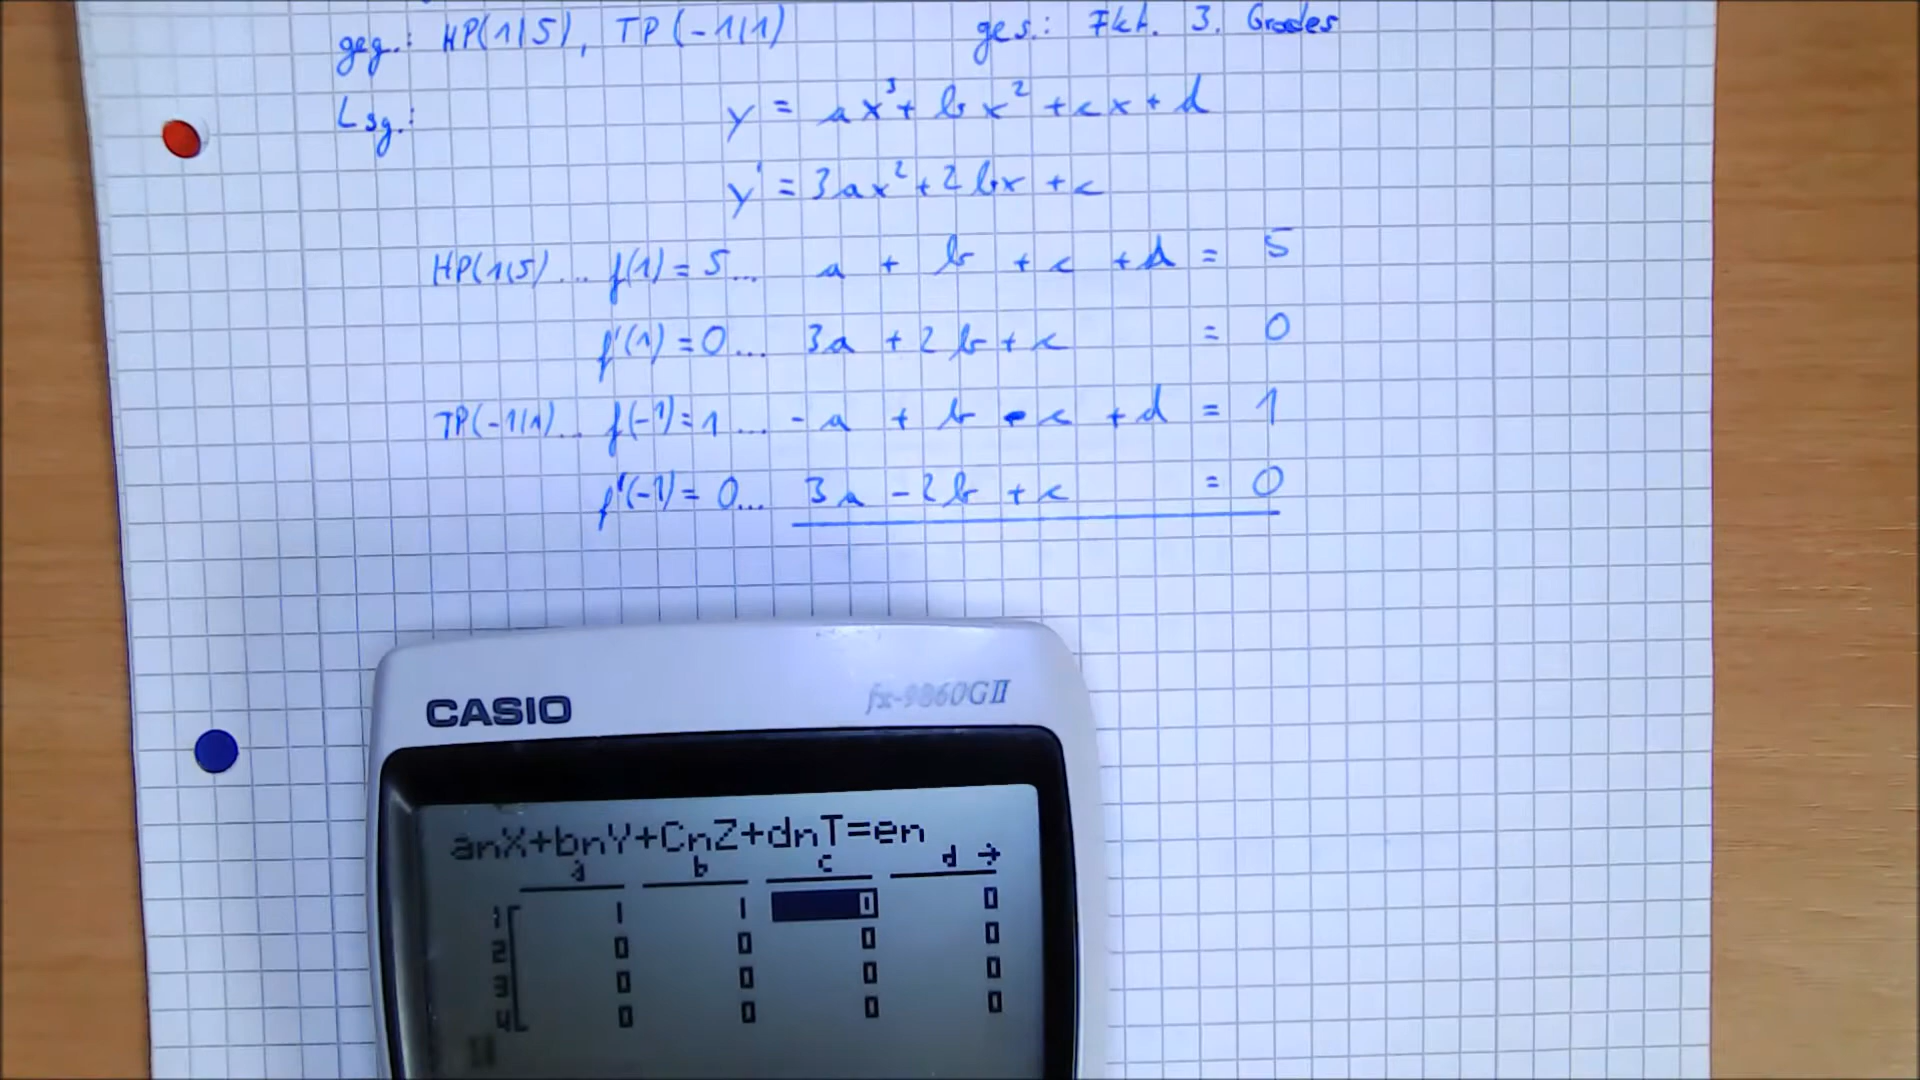 geg.: HP(1|5), TP(-1|1) ges.: Fkt. 3. Grades
Lsg.: y = ax³ + bx² + cx + d
y' = 3ax² + 2bx + c
HP(1|5)... f(1) = 5... a + b + c + d = 5
f'(1) = 0... 3a + 2b + c = 0
TP(-1|1)... f(-1) = 1... -a + b - c + d = 1
f'(-1) = 0... 3a - 2b + c = 0
CASIO fx-9860GII
anX+bnY+CnZ+dnT=en
a b c d →
1 1 1 0 0
2 0 0 0 0
3 0 0 0 0
4 0 0 0 0